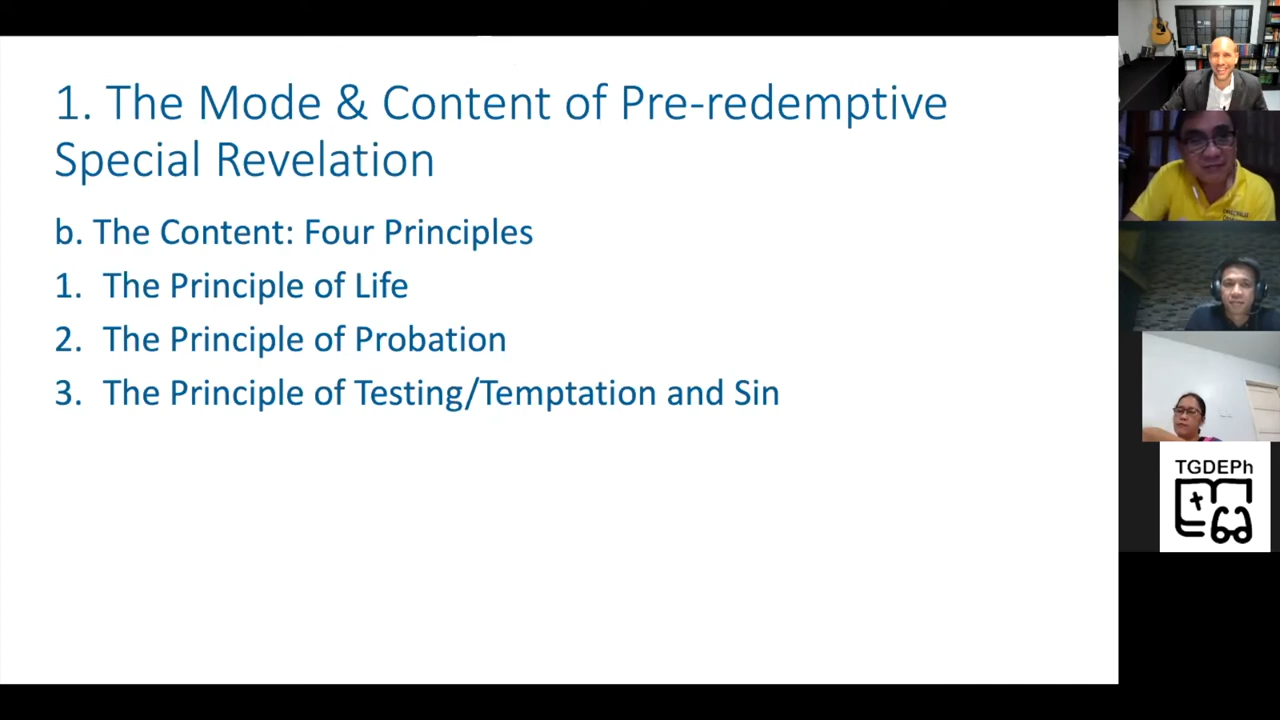 1. The Mode & Content of Pre-redemptive
Special Revelation
b. The Content: Four Principles
1. The Principle of Life
2. The Principle of Probation
3. The Principle of Testing/Temptation and Sin
TGDEPh